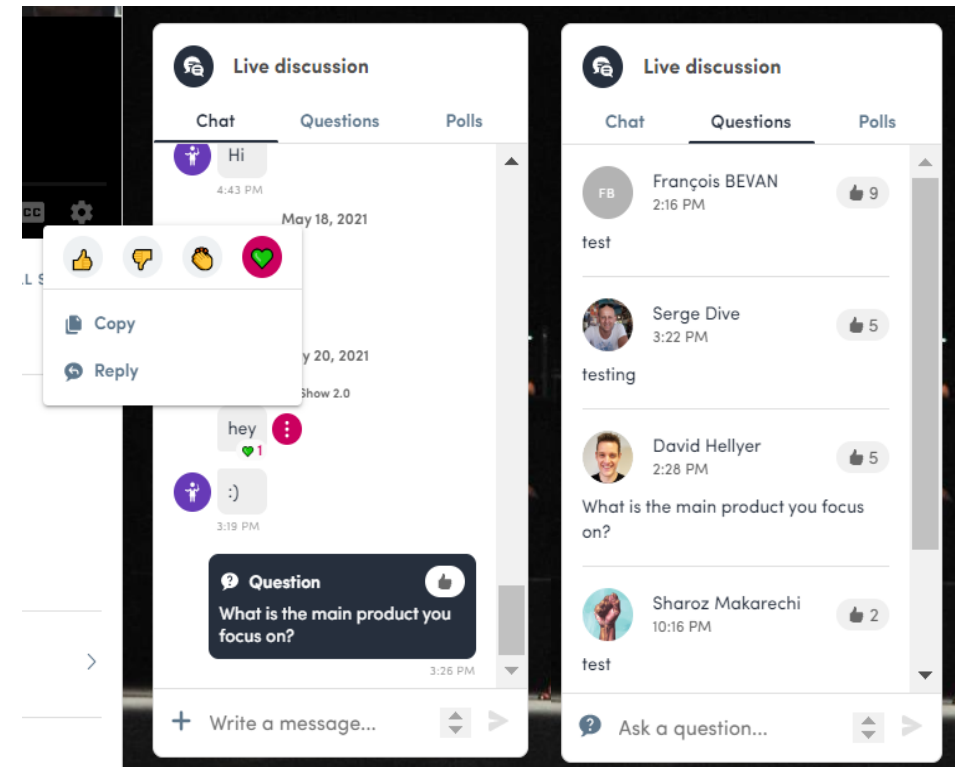 CC
LL S
Copy
Reply
Live discussion
Chat Questions Polls
Hi
4:43 PM
May 18, 2021
y 20, 2021
Show 2.0
hey
1
:)
3:19 PM
Question
What is the main product you
focus on?
3:26 PM
Write a message...
Live discussion
Chat Questions Polls
FB
François BEVAN
2:16 PM
9
test
Serge Dive
3:22 PM
5
testing
David Hellyer
2:28 PM
5
What is the main product you focus
on?
Sharoz Makarechi
10:16 PM
2
test
Ask a question...